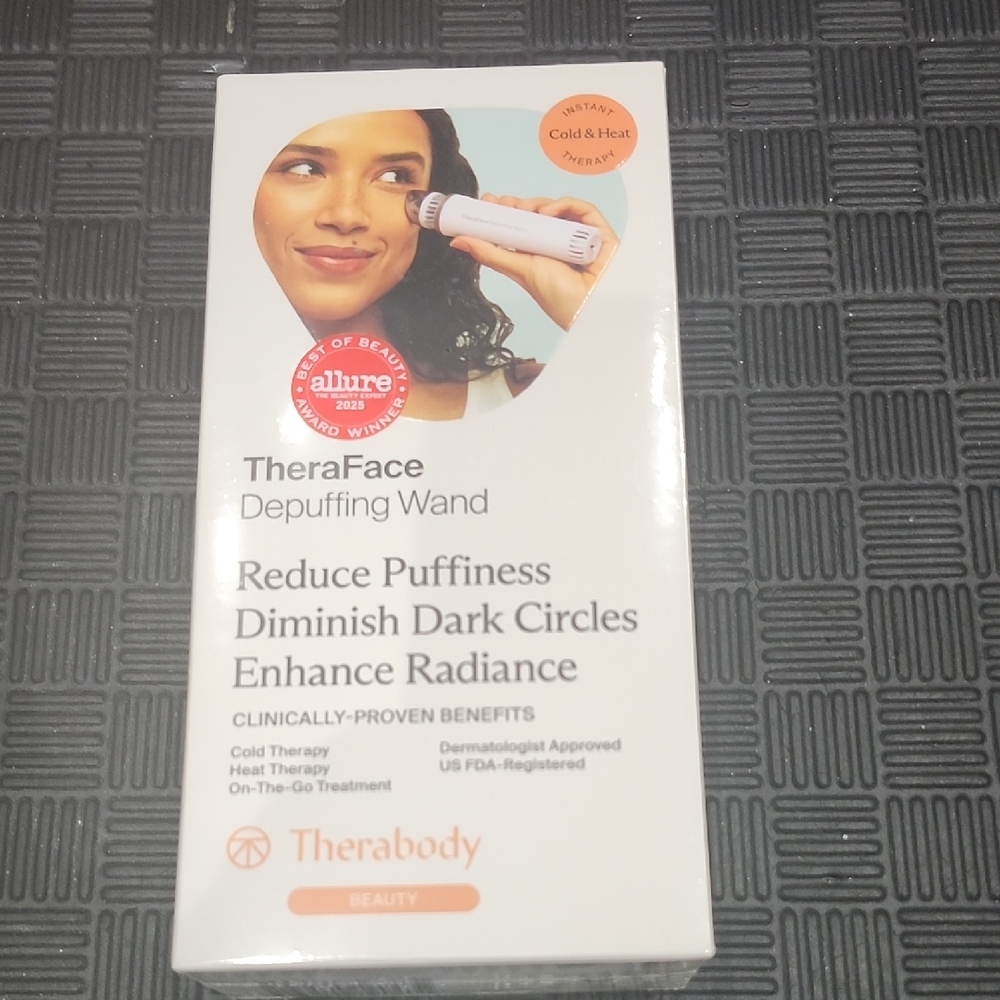 INSTANT
Cold & Heat
THERAPY
BEST OF BEAUTY
allure
THE BEAUTY EXPERT
2025
AWARD WINNER
TheraFace
Depuffing Wand
Reduce Puffiness
Diminish Dark Circles
Enhance Radiance
CLINICALLY-PROVEN BENEFITS
Cold Therapy
Heat Therapy
On-The-Go Treatment
Dermatologist Approved
US FDA-Registered
Therabody
BEAUTY